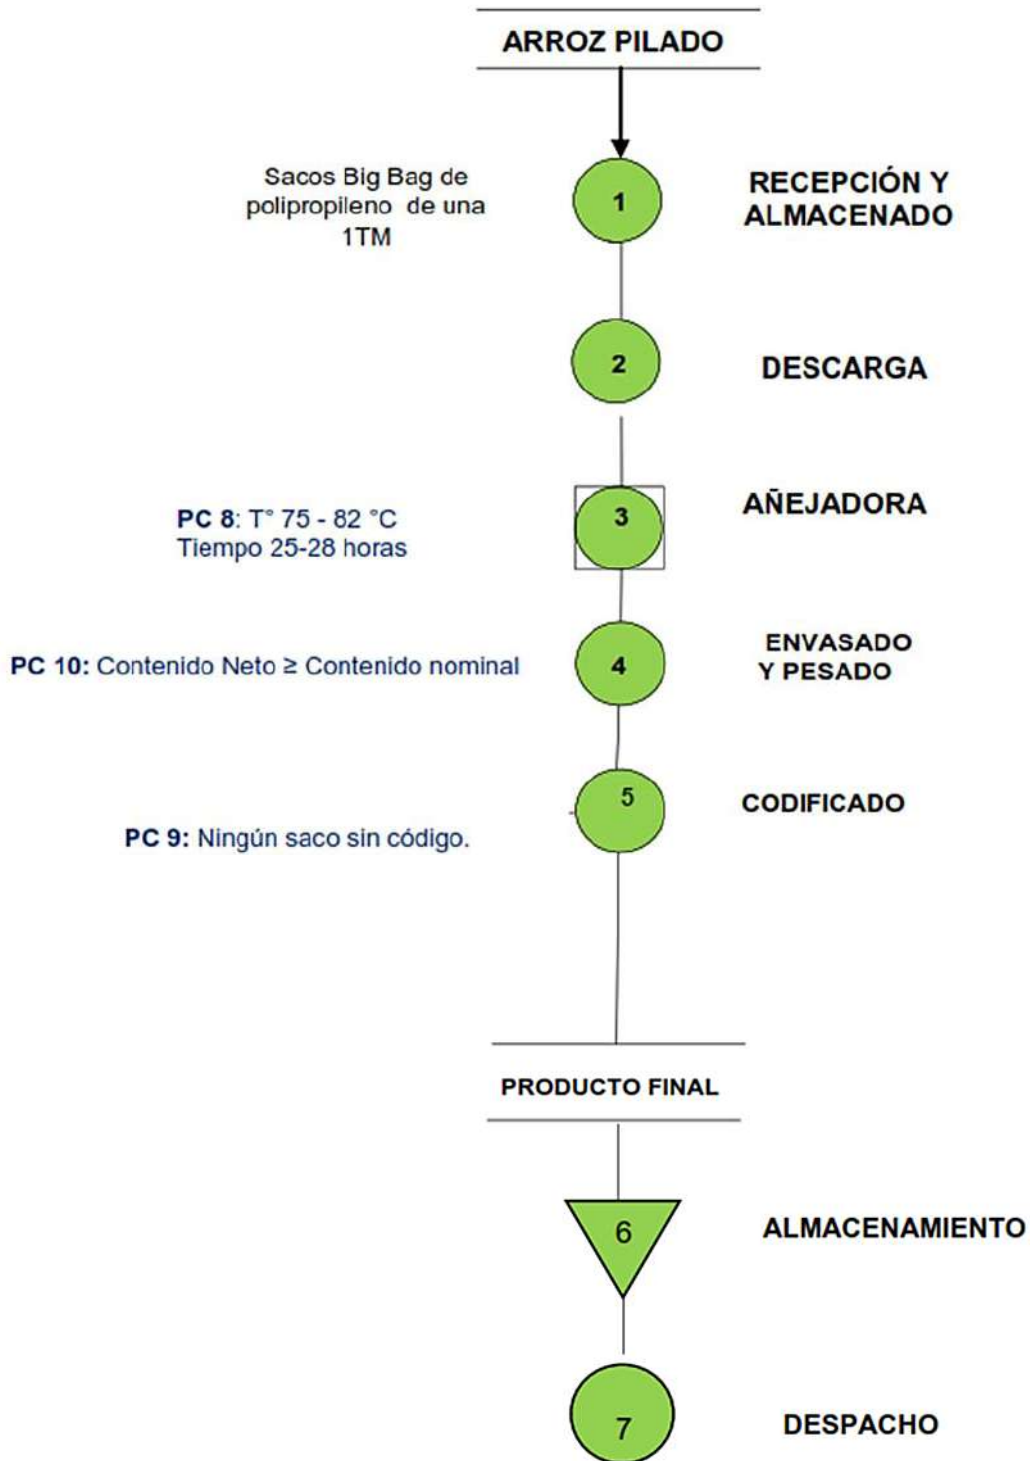 ARROZ PILADO
Sacos Big Bag de
polipropileno de una
1TM
1
RECEPCIÓN Y
ALMACENADO
2
DESCARGA
PC 8: T° 75 - 82 °C
Tiempo 25-28 horas
3
AÑEJADORA
PC 10: Contenido Neto ≥ Contenido nominal
4
ENVASADO
Y PESADO
PC 9: Ningún saco sin código.
5
CODIFICADO
PRODUCTO FINAL
6
ALMACENAMIENTO
7
DESPACHO